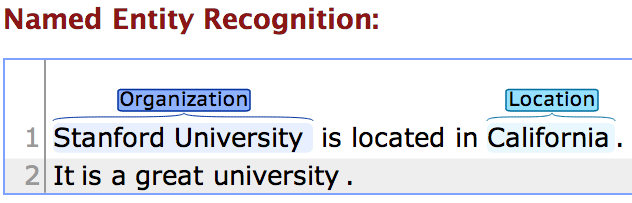 Named Entity Recognition:
Organization Location
1 Stanford University is located in California.
2 It is a great university.